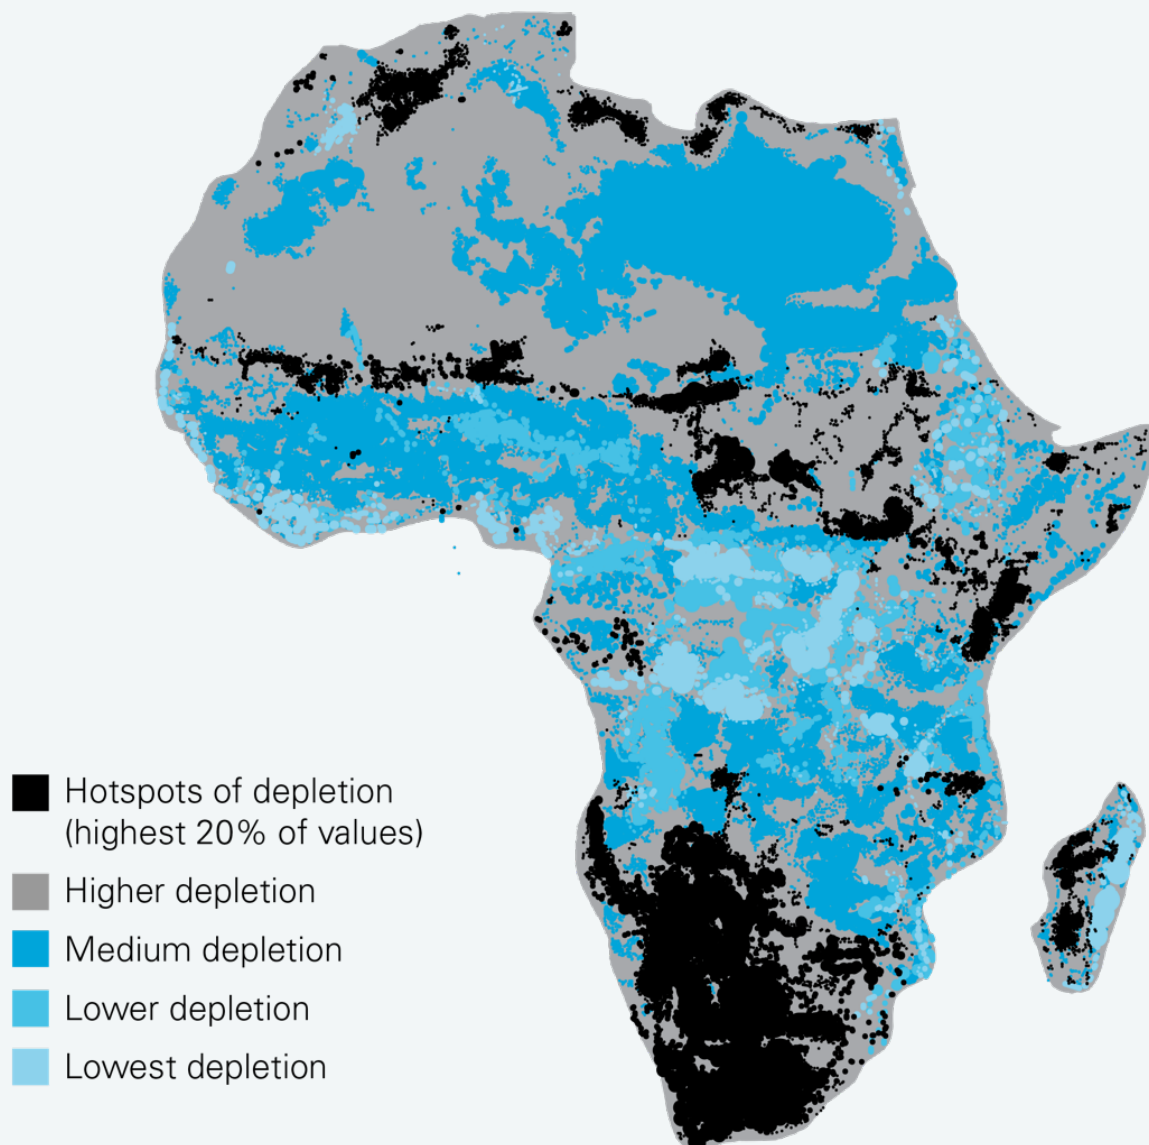 Hotspots of depletion
(highest 20% of values)
Higher depletion
Medium depletion
Lower depletion
Lowest depletion